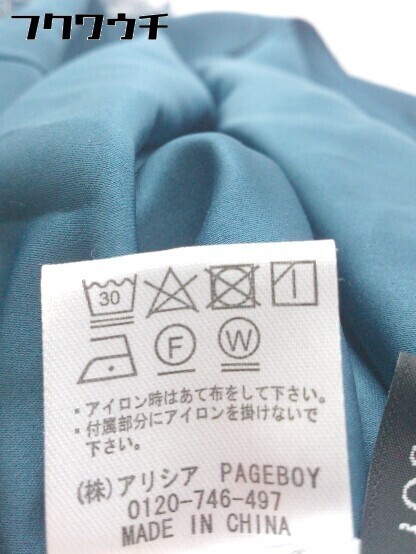 フクウウチ
30
F W
・アイロン時はあて布をして下さい。
・付属部分にアイロンを掛けないで
下さい。
(株)アリシア PAGEBOY
0120-746-497
MADE IN CHINA